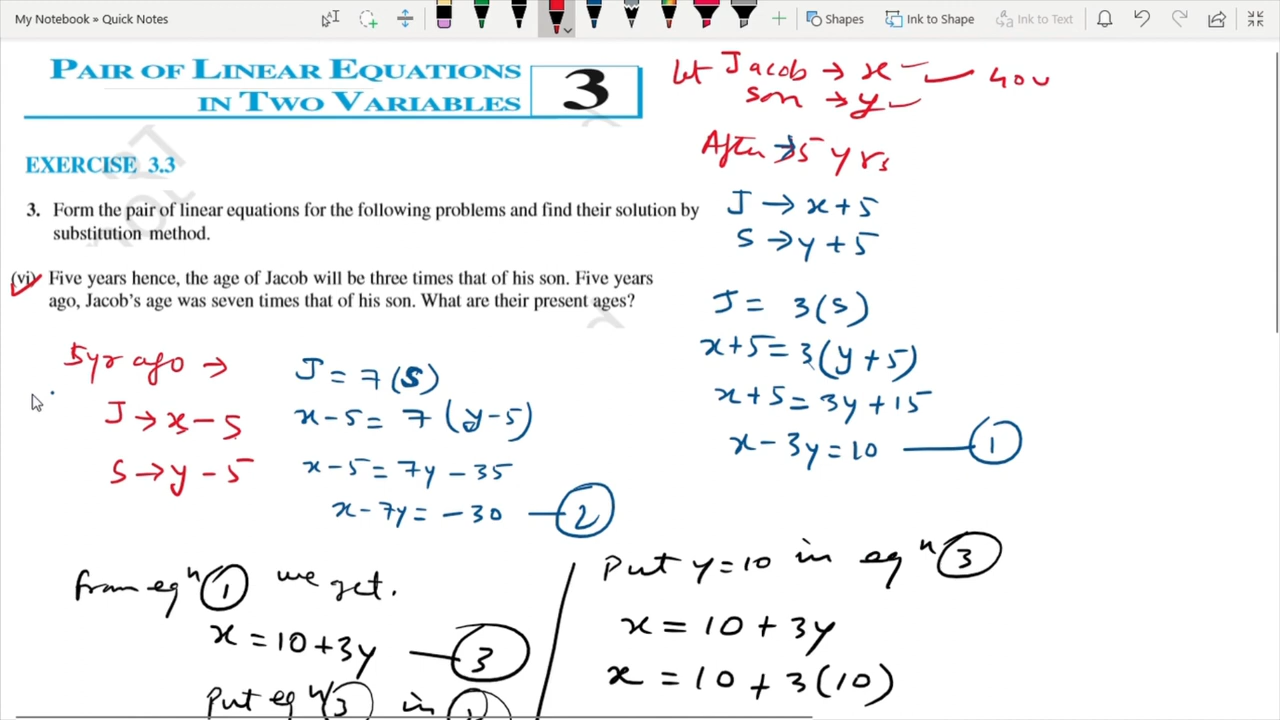 My Notebook » Quick Notes
Shapes
Ink to Shape
Ink to Text
PAIR OF LINEAR EQUATIONS
IN TWO VARIABLES
3
EXERCISE 3.3
3. Form the pair of linear equations for the following problems and find their solution by
substitution method.
(vi) Five years hence, the age of Jacob will be three times that of his son. Five years
ago, Jacob's age was seven times that of his son. What are their present ages?
Let Jacob → x
son → y
After 5 yrs
J → x+5
S → y+5
J = 3(S)
x+5 = 3(y+5)
x+5 = 3y+15
x-3y = 10 — 1
5yr ago →
J → x-5
S → y-5
J = 7(S)
x-5 = 7(y-5)
x-5 = 7y-35
x-7y = -30 — 2
from eqn 1 we get.
x = 10+3y — 3
Put eqn 3 in
Put y=10 in eqn 3
x = 10+3y
x = 10+3(10)